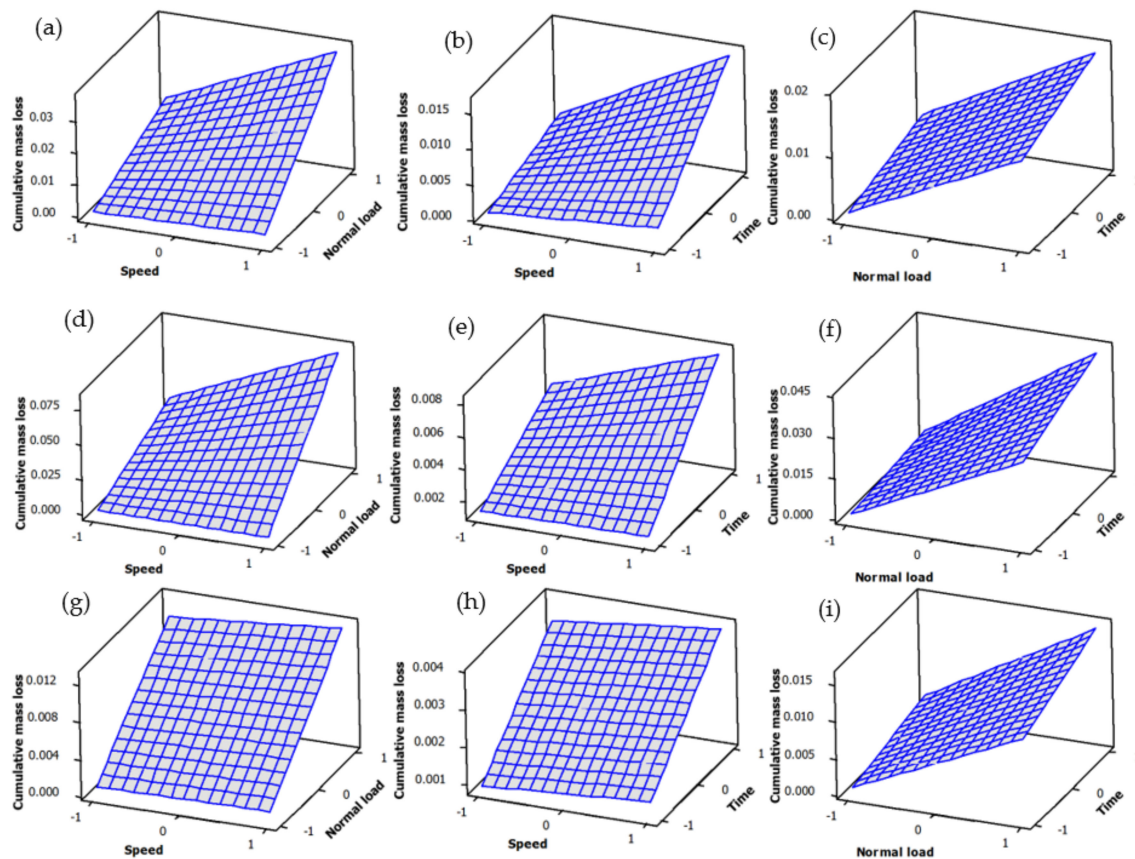 (a)
Cumulative mass loss
0.03
0.02
0.01
0.00
-1
0
1
Speed
-1
0
1
Normal load
(b)
Cumulative mass loss
0.015
0.010
0.005
0.000
-1
0
1
Speed
-1
0
1
Time
(c)
Cumulative mass loss
0.02
0.01
0.00
-1
0
1
Normal load
-1
0
Time
(d)
Cumulative mass loss
0.075
0.050
0.025
0.000
-1
0
1
Speed
-1
0
1
Normal load
(e)
Cumulative mass loss
0.008
0.006
0.004
0.002
-1
0
1
Speed
-1
0
1
Time
(f)
Cumulative mass loss
0.045
0.030
0.015
0.000
-1
0
1
Normal load
-1
0
Time
(g)
Cumulative mass loss
0.012
0.008
0.004
0.000
-1
0
1
Speed
-1
0
1
Normal load
(h)
Cumulative mass loss
0.004
0.003
0.002
0.001
-1
0
1
Speed
-1
0
1
Time
(i)
Cumulative mass loss
0.015
0.010
0.005
0.000
-1
0
1
Normal load
-1
0
Time